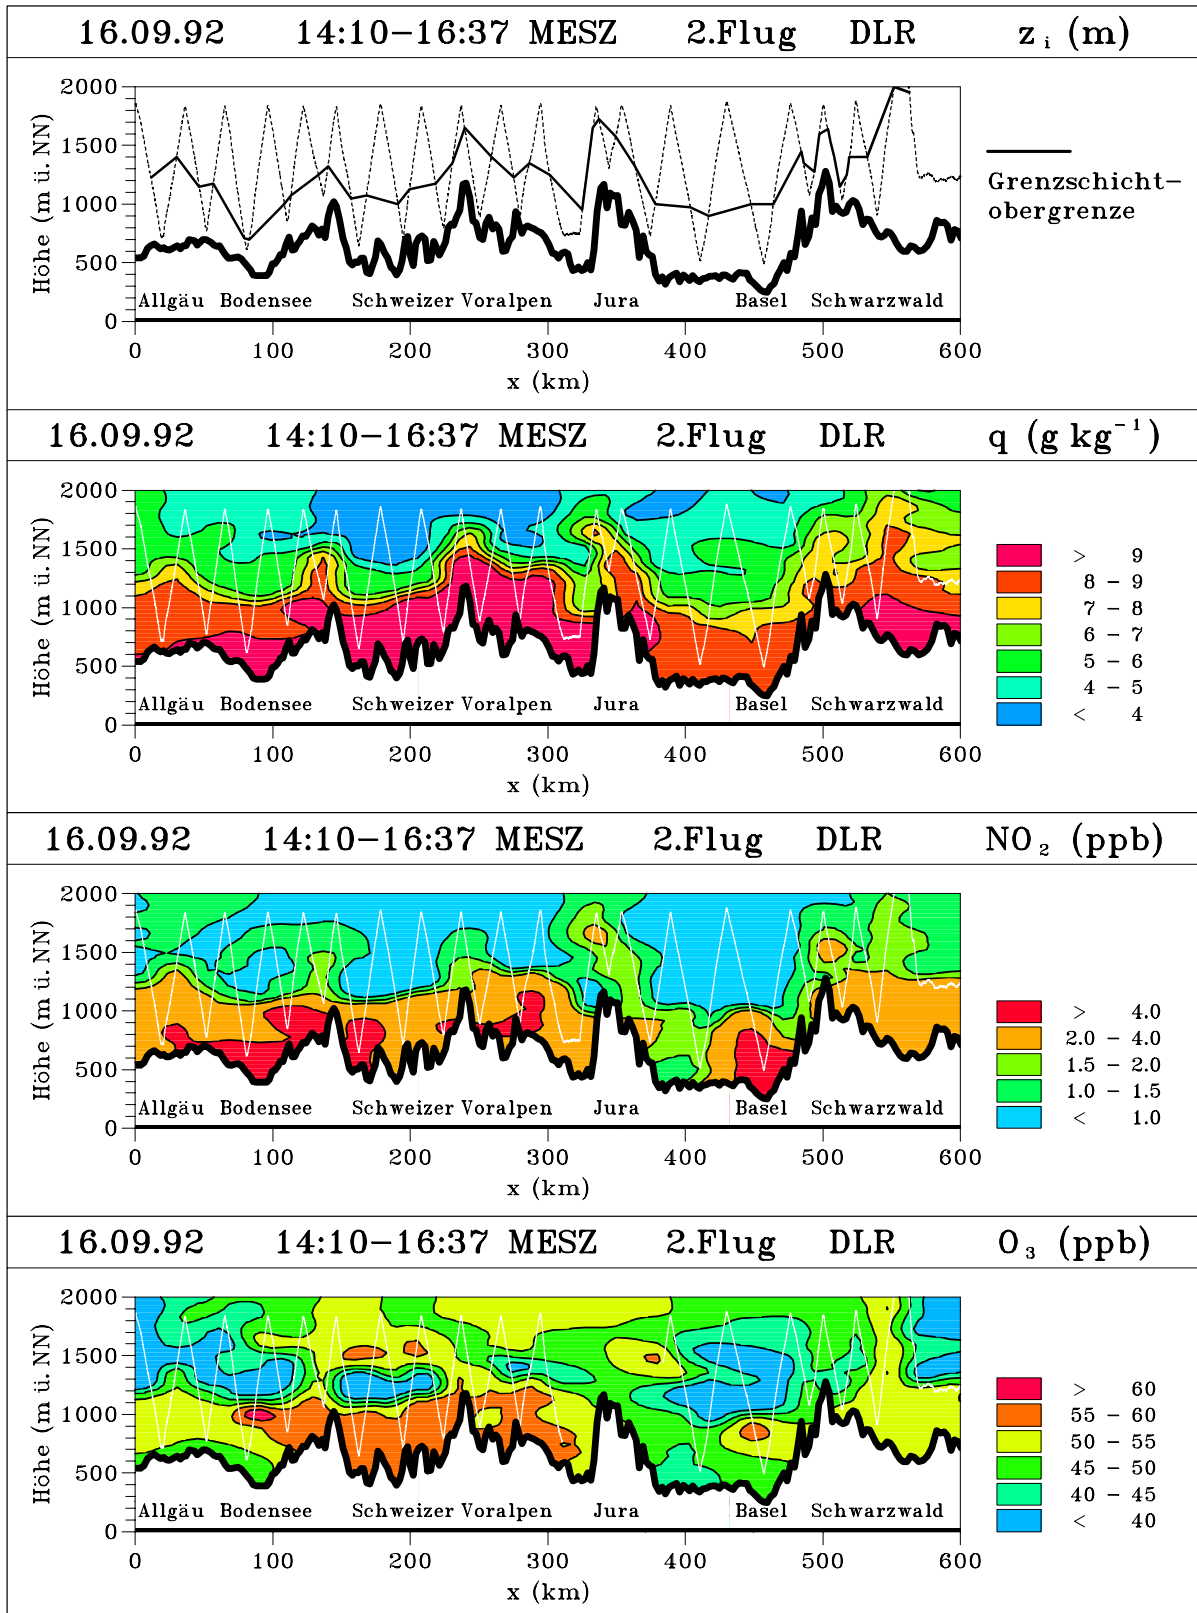 16.09.92 14:10−16:37 MESZ 2.Flug DLR z i (m)
2000
1500
1000
500
0
Höhe (m ü. NN)
Allgäu Bodensee Schweizer Voralpen Jura Basel Schwarzwald
0 100 200 300 400 500 600
x (km)
Grenzschicht−
obergrenze
16.09.92 14:10−16:37 MESZ 2.Flug DLR q (g kg⁻¹)
2000
1500
1000
500
0
Höhe (m ü. NN)
Allgäu Bodensee Schweizer Voralpen Jura Basel Schwarzwald
0 100 200 300 400 500 600
x (km)
> 9
8 − 9
7 − 8
6 − 7
5 − 6
4 − 5
< 4
16.09.92 14:10−16:37 MESZ 2.Flug DLR NO₂ (ppb)
2000
1500
1000
500
0
Höhe (m ü. NN)
Allgäu Bodensee Schweizer Voralpen Jura Basel Schwarzwald
0 100 200 300 400 500 600
x (km)
> 4.0
2.0 − 4.0
1.5 − 2.0
1.0 − 1.5
< 1.0
16.09.92 14:10−16:37 MESZ 2.Flug DLR O₃ (ppb)
2000
1500
1000
500
0
Höhe (m ü. NN)
Allgäu Bodensee Schweizer Voralpen Jura Basel Schwarzwald
0 100 200 300 400 500 600
x (km)
> 60
55 − 60
50 − 55
45 − 50
40 − 45
< 40